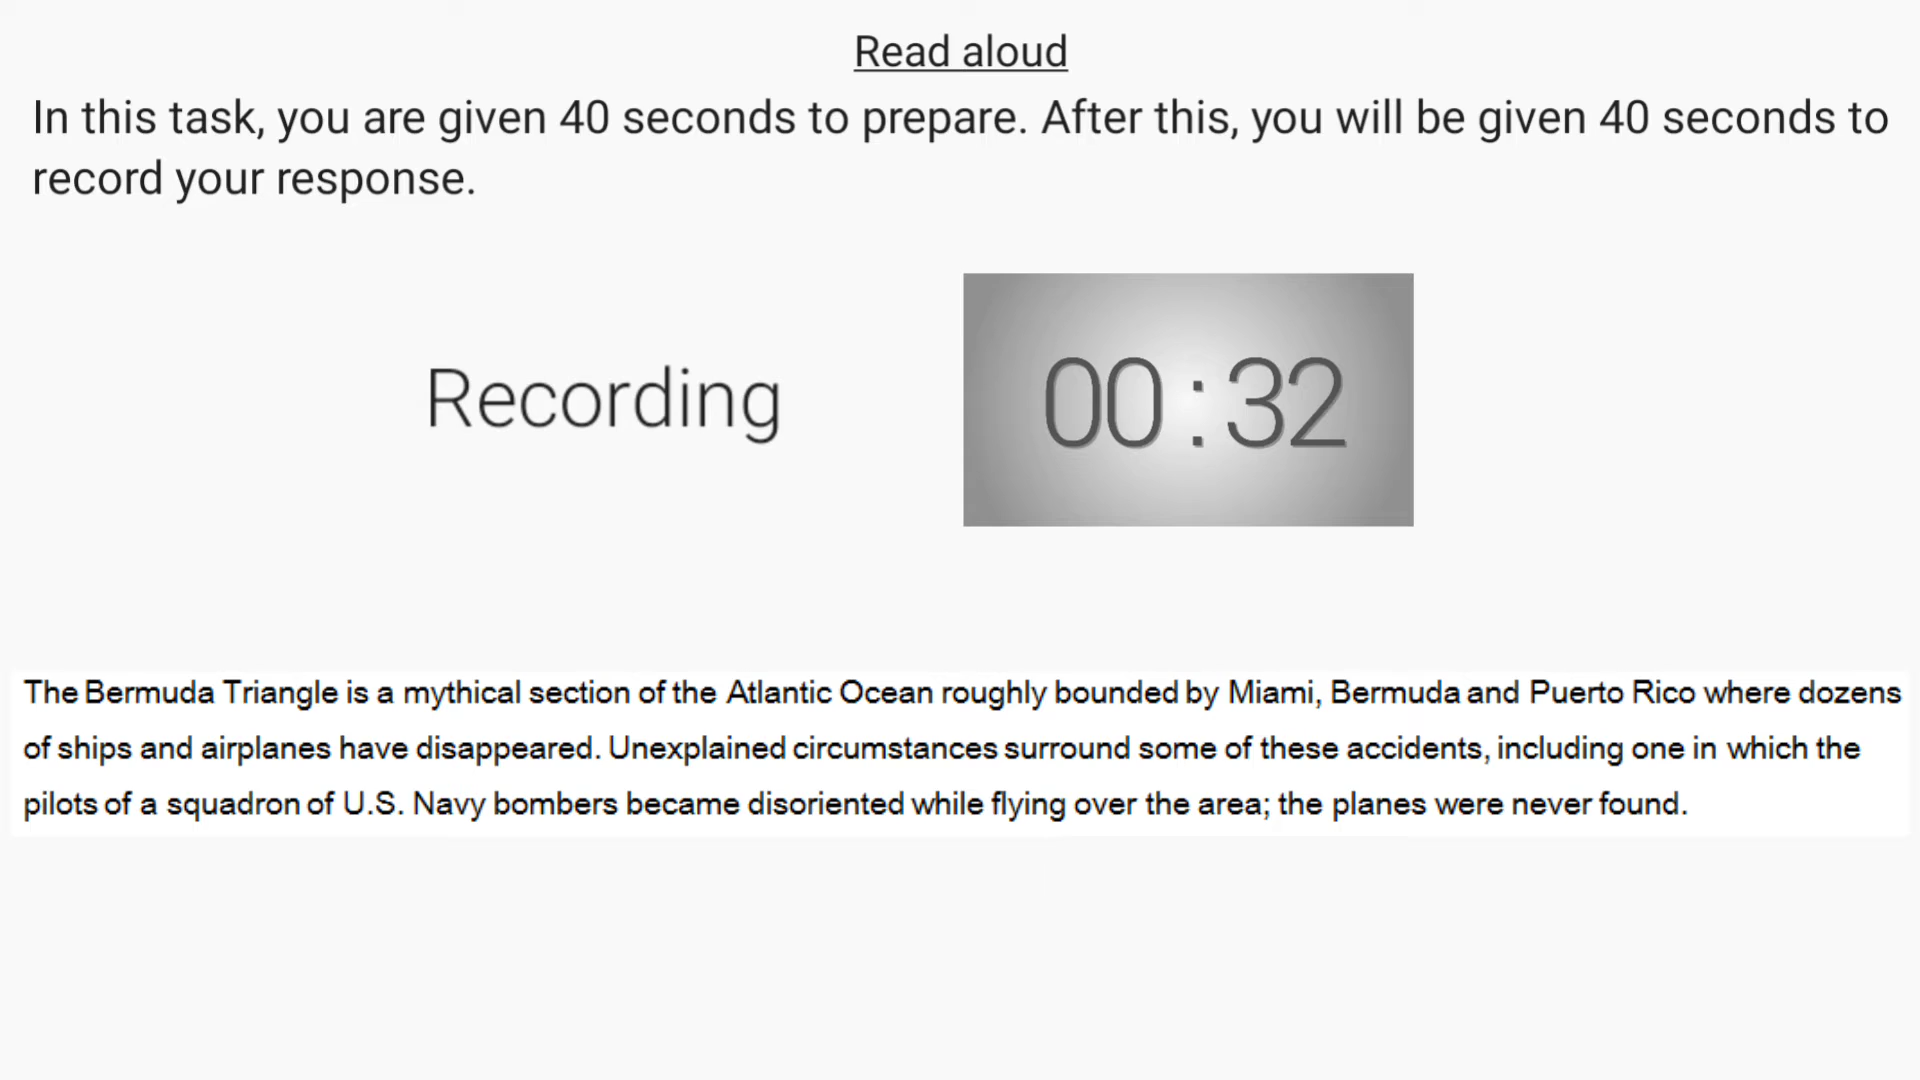 Read aloud
In this task, you are given 40 seconds to prepare. After this, you will be given 40 seconds to
record your response.
Recording
00:32
The Bermuda Triangle is a mythical section of the Atlantic Ocean roughly bounded by Miami, Bermuda and Puerto Rico where dozens
of ships and airplanes have disappeared. Unexplained circumstances surround some of these accidents, including one in which the
pilots of a squadron of U.S. Navy bombers became disoriented while flying over the area; the planes were never found.